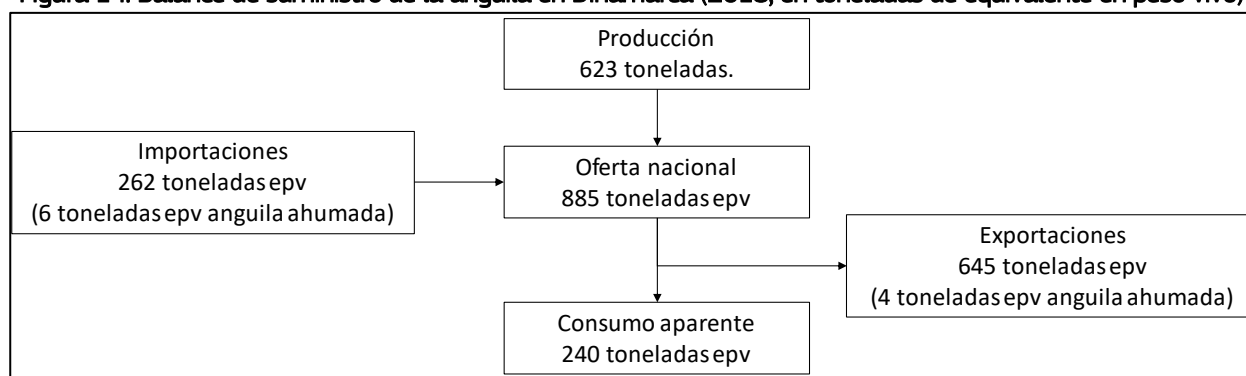 Producción
623 toneladas.
Importaciones
262 toneladas epv
(6 toneladas epv anguila ahumada)
Oferta nacional
885 toneladas epv
Exportaciones
645 toneladas epv
(4 toneladas epv anguila ahumada)
Consumo aparente
240 toneladas epv